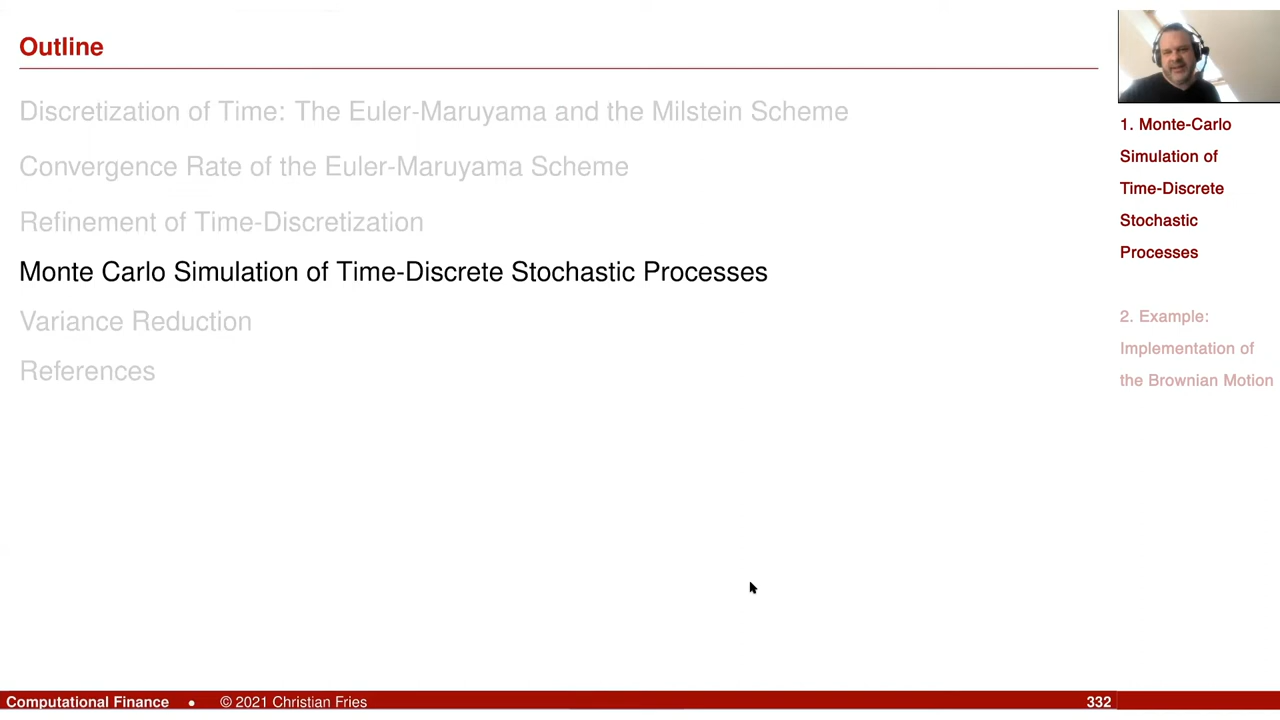 Outline
Discretization of Time: The Euler-Maruyama and the Milstein Scheme
Convergence Rate of the Euler-Maruyama Scheme
Refinement of Time-Discretization
Monte Carlo Simulation of Time-Discrete Stochastic Processes
Variance Reduction
References
1. Monte-Carlo
Simulation of
Time-Discrete
Stochastic
Processes
2. Example:
Implementation of
the Brownian Motion
Computational Finance • © 2021 Christian Fries 332